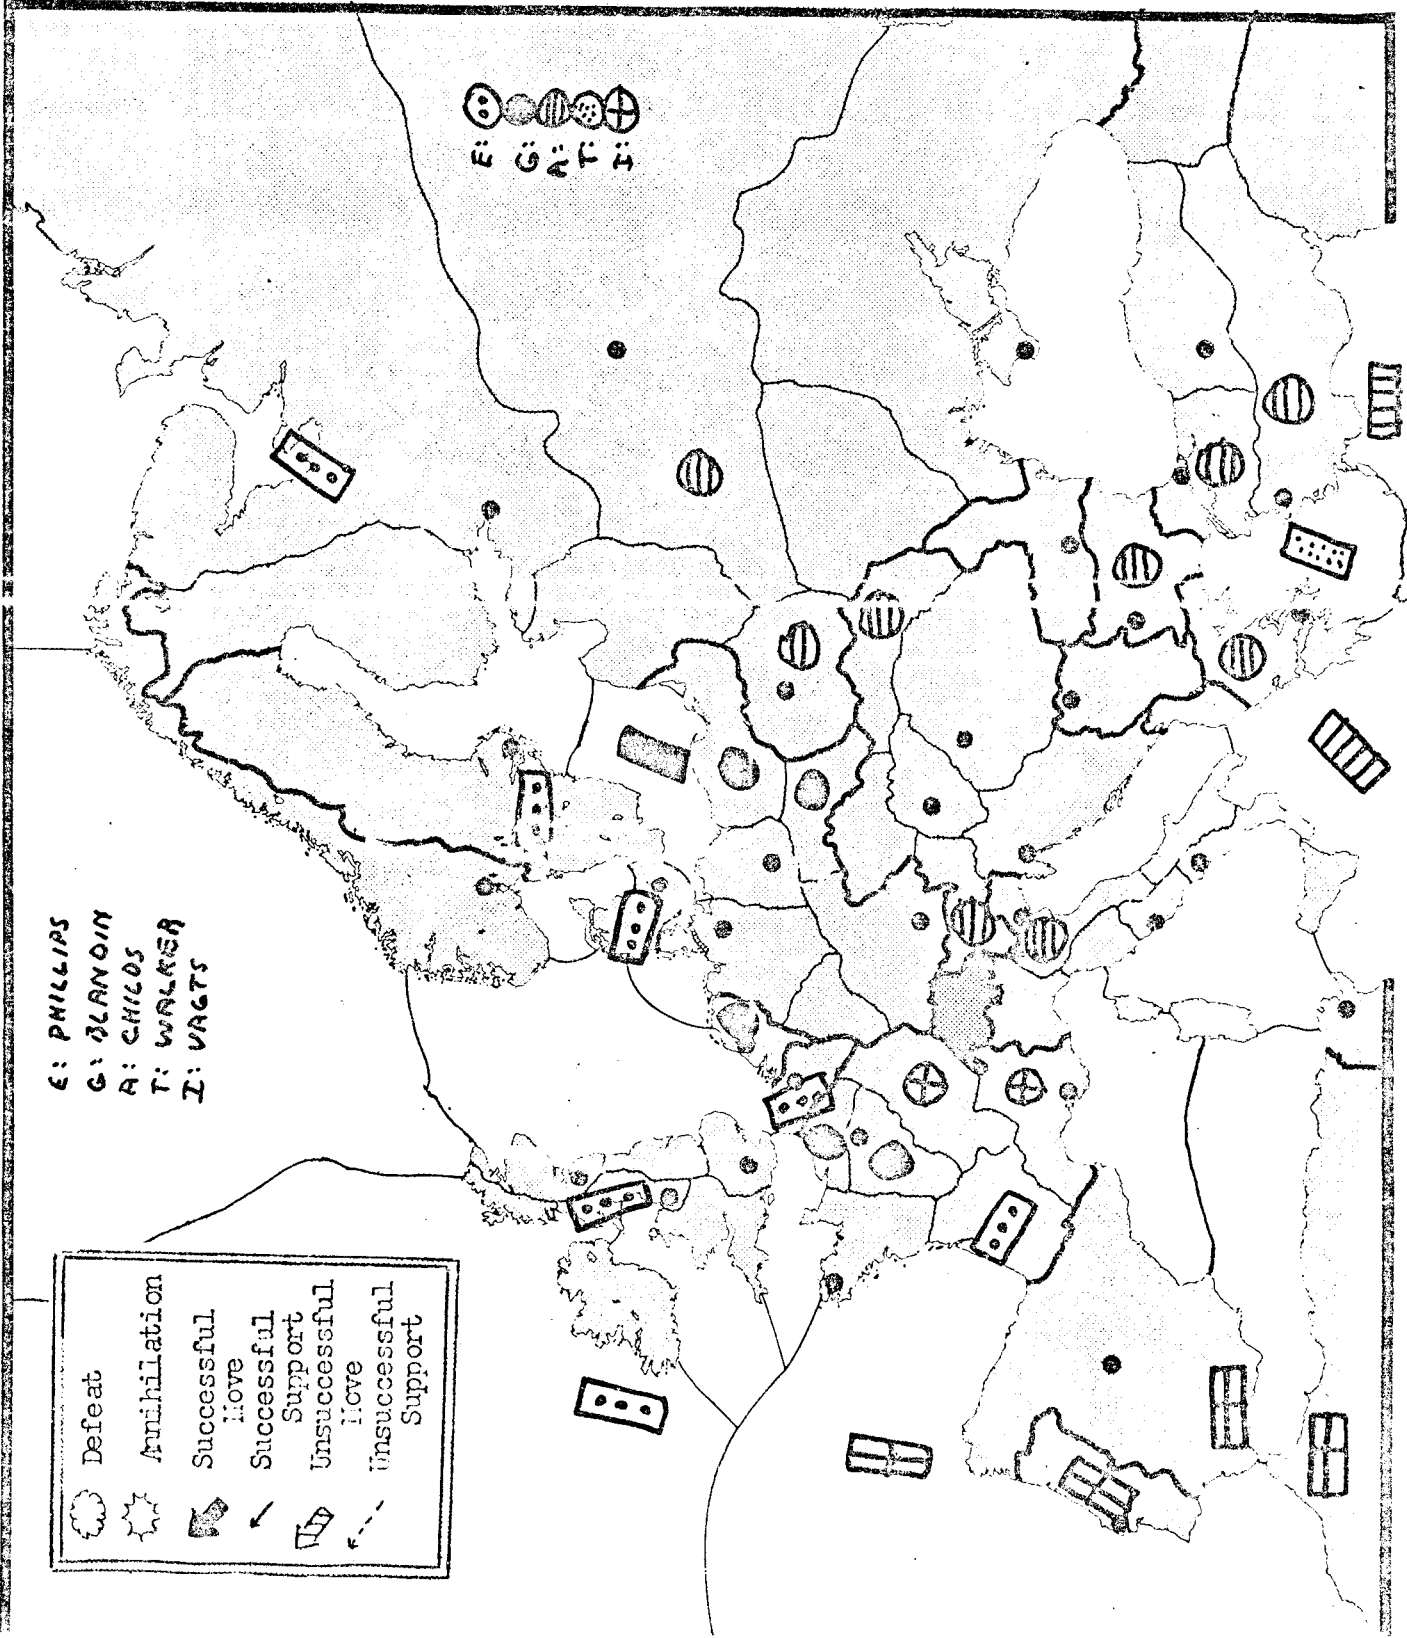 E:
G:
A:
T:
I:
E: PHILLIPS
G: BLANDIN
A: CHILDS
T: WALKER
I: VAGTS
Defeat
Annihilation
Successful
Move
Successful
Support
Unsuccessful
Move
Unsuccessful
Support